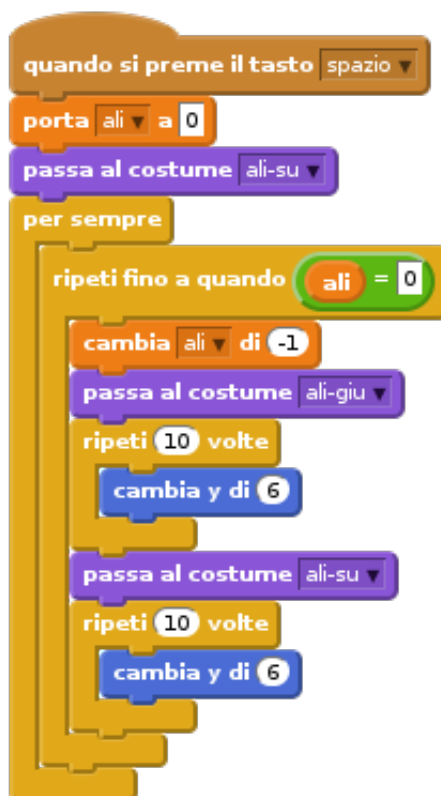 quando si preme il tasto spazio
porta ali a 0
passa al costume ali-su
per sempre
ripeti fino a quando ali = 0
cambia ali di -1
passa al costume ali-giu
ripeti 10 volte
cambia y di 6
passa al costume ali-su
ripeti 10 volte
cambia y di 6